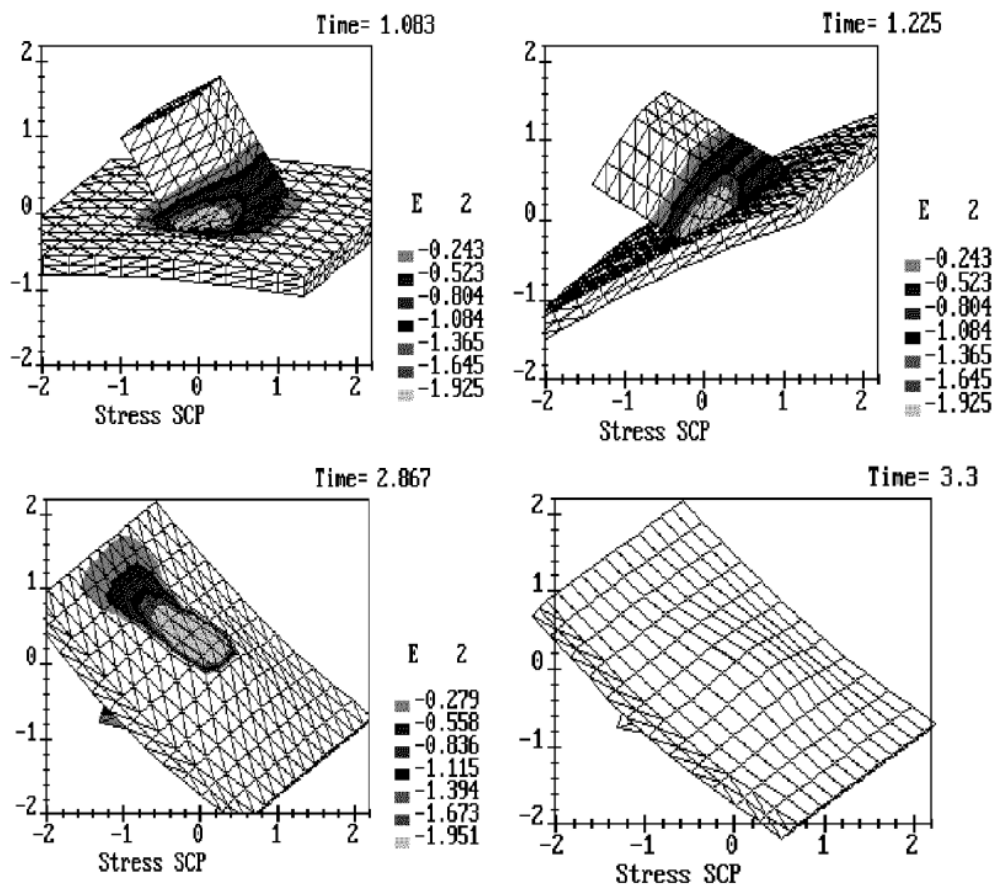 Time= 1.083
2
1
0
-1
-2
-2 -1 0 1 2
Stress SCP
E 2
-0.243
-0.523
-0.804
-1.084
-1.365
-1.645
-1.925
Time= 1.225
2
1
0
-1
-2
-2 -1 0 1 2
Stress SCP
E 2
-0.243
-0.523
-0.804
-1.084
-1.365
-1.645
-1.925
Time= 2.867
2
1
0
-1
-2
-2 -1 0 1 2
Stress SCP
E 2
-0.279
-0.558
-0.836
-1.115
-1.394
-1.673
-1.951
Time= 3.3
2
1
0
-1
-2
-2 -1 0 1 2
Stress SCP